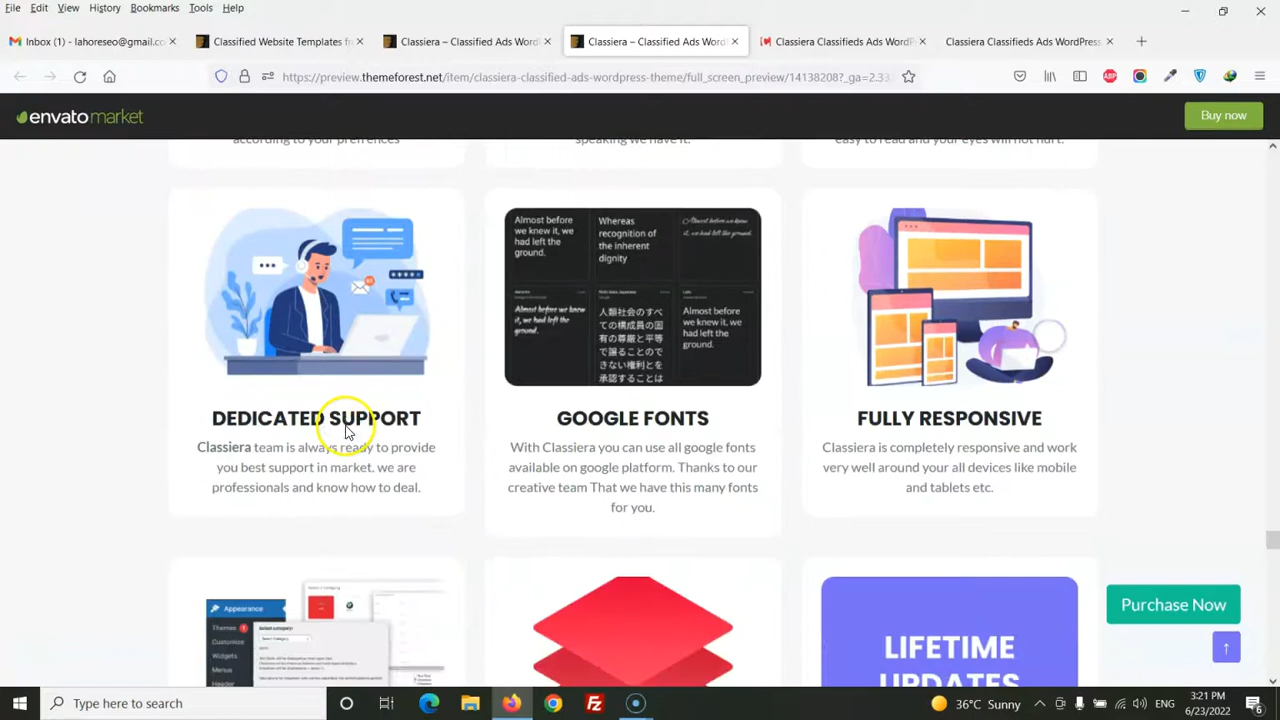 File Edit View History Bookmarks Tools Help
Inbox (1) - lahoreseo@gmail.co
Classified Website Templates fr
Classiera – Classified Ads Word
Classiera – Classified Ads Word
Classiera Classifieds Ads WordP
Classiera Classifieds Ads WordPress
https://preview.themeforest.net/item/classiera-classified-ads-wordpress-theme/full_screen_preview/14138208?_ga=2.33
ABP
envato market
Buy now
according to your prefrences
speaking we have it.
easy to read and your eyes will not hurt.
Almost before we knew it, we had left the ground.
Whereas recognition of the inherent dignity
Almost before we knew it, we had left the ground.
Almost before we knew it, we had left the ground.
人類社会のすべての構成員の固有の尊厳と平等で譲ることのできない権利とを承認することは
Almost before we knew it, we had left the ground.
DEDICATED SUPPORT
Classiera team is always ready to provide
you best support in market. we are
professionals and know how to deal.
GOOGLE FONTS
With Classiera you can use all google fonts
available on google platform. Thanks to our
creative team That we have this many fonts
for you.
FULLY RESPONSIVE
Classiera is completely responsive and work
very well around your all devices like mobile
and tablets etc.
Appearance
Themes
Customize
Widgets
Menus
Header
Select Category
LIFETIME
UPDATES
Purchase Now
Type here to search
36°C Sunny
ENG
3:21 PM
6/23/2022
6